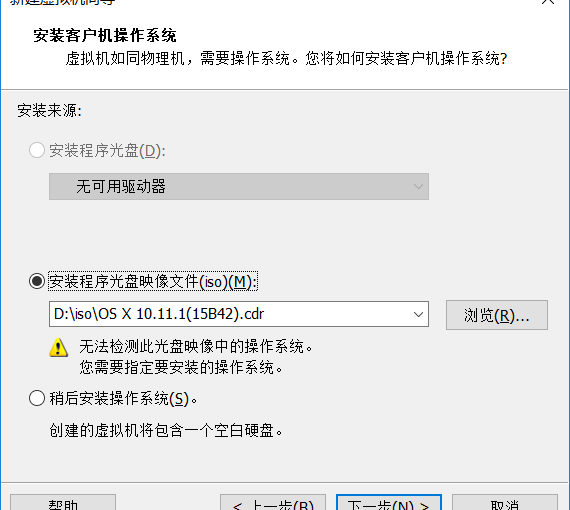 新建虚拟机向导
安装客户机操作系统
虚拟机如同物理机，需要操作系统。您将如何安装客户机操作系统?
安装来源:
安装程序光盘(D):
无可用驱动器
安装程序光盘映像文件(iso)(M):
D:\iso\OS X 10.11.1(15B42).cdr
浏览(R)...
无法检测此光盘映像中的操作系统。
您需要指定要安装的操作系统。
稍后安装操作系统(S)。
创建的虚拟机将包含一个空白硬盘。
帮助
< 上一步(B)
下一步(N) >
取消